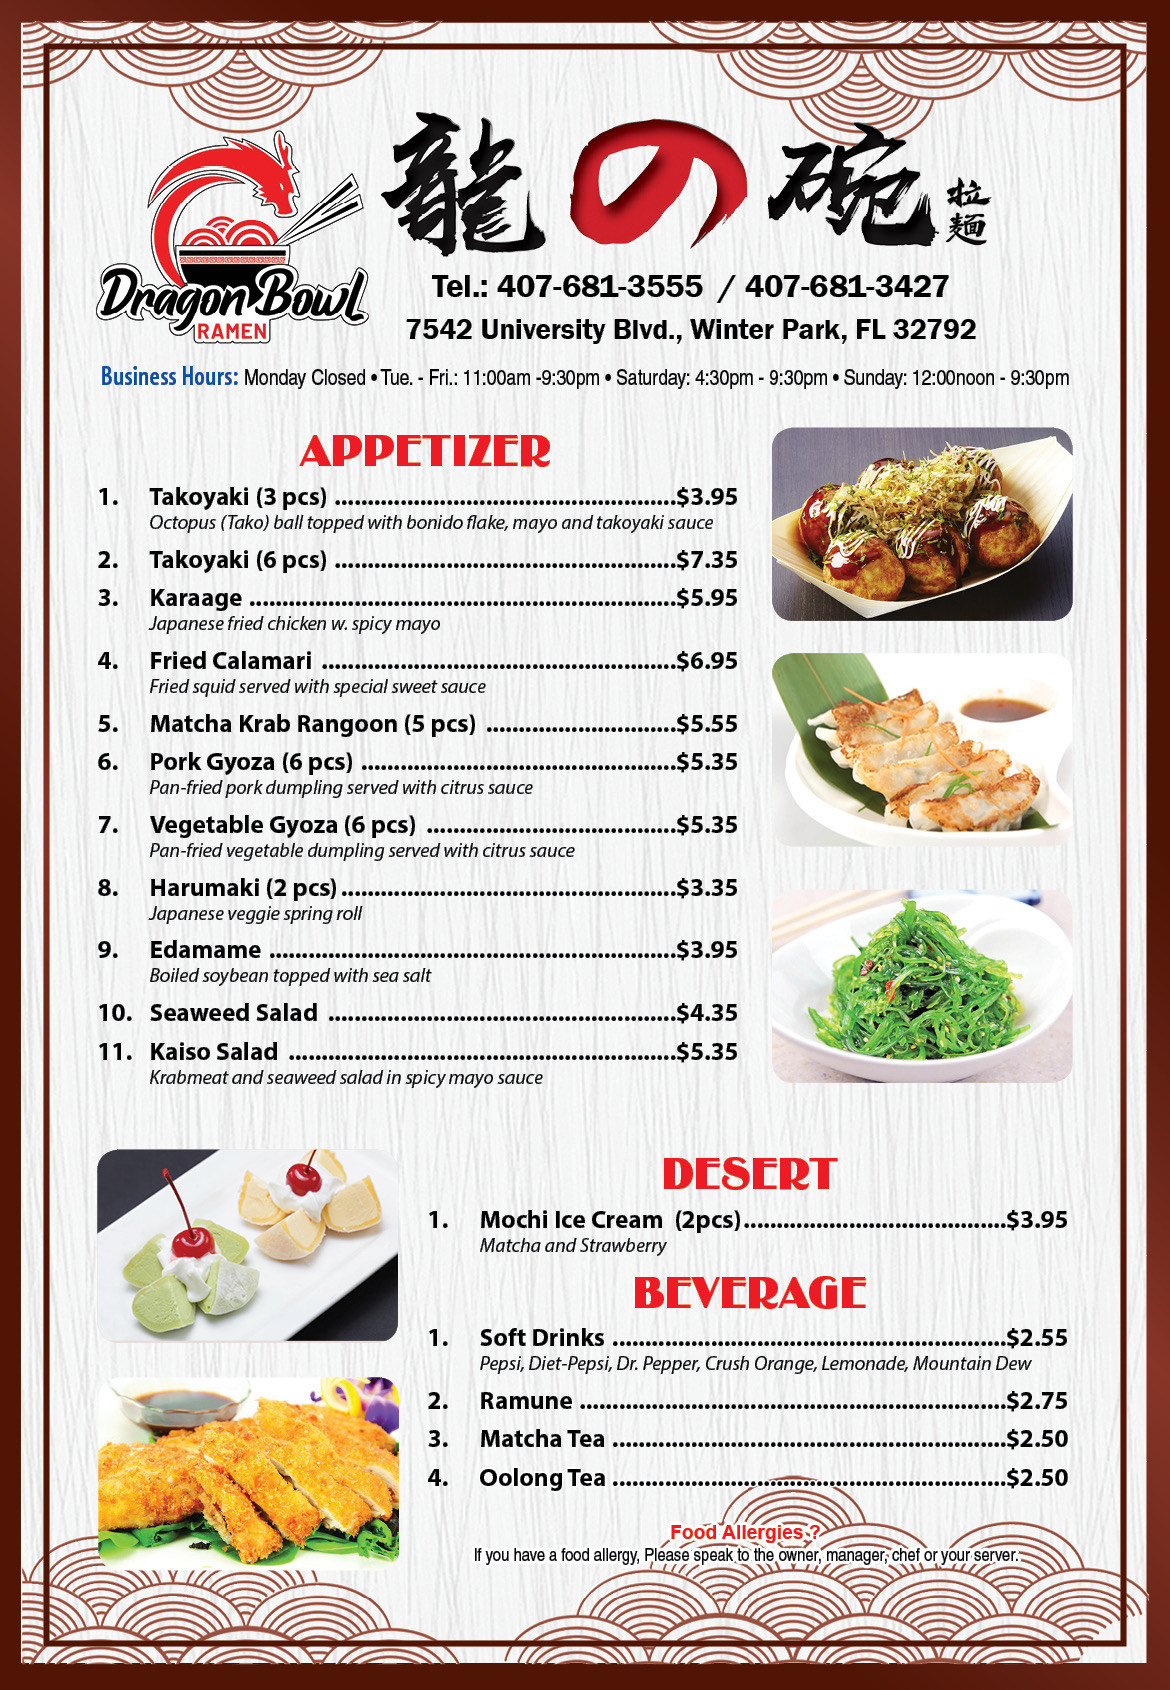 龍の碗
拉麵
Dragon Bowl
RAMEN
Tel.: 407-681-3555 / 407-681-3427
7542 University Blvd., Winter Park, FL 32792
Business Hours: Monday Closed • Tue. - Fri.: 11:00am -9:30pm • Saturday: 4:30pm - 9:30pm • Sunday: 12:00noon - 9:30pm
APPETIZER
1. Takoyaki (3 pcs) ....................................................$3.95
Octopus (Tako) ball topped with bonido flake, mayo and takoyaki sauce
2. Takoyaki (6 pcs) ....................................................$7.35
3. Karaage .................................................................$5.95
Japanese fried chicken w. spicy mayo
4. Fried Calamari ......................................................$6.95
Fried squid served with special sweet sauce
5. Matcha Krab Rangoon (5 pcs) .............................$5.55
6. Pork Gyoza (6 pcs) ................................................$5.35
Pan-fried pork dumpling served with citrus sauce
7. Vegetable Gyoza (6 pcs) ......................................$5.35
Pan-fried vegetable dumpling served with citrus sauce
8. Harumaki (2 pcs) ...................................................$3.35
Japanese veggie spring roll
9. Edamame ..............................................................$3.95
Boiled soybean topped with sea salt
10. Seaweed Salad .....................................................$4.35
11. Kaiso Salad ...........................................................$5.35
Krabmeat and seaweed salad in spicy mayo sauce
DESERT
1. Mochi Ice Cream (2pcs)........................................$3.95
Matcha and Strawberry
BEVERAGE
1. Soft Drinks ............................................................$2.55
Pepsi, Diet-Pepsi, Dr. Pepper, Crush Orange, Lemonade, Mountain Dew
2. Ramune .................................................................$2.75
3. Matcha Tea ............................................................$2.50
4. Oolong Tea ............................................................$2.50
Food Allergies ?
If you have a food allergy, Please speak to the owner, manager, chef or your server.